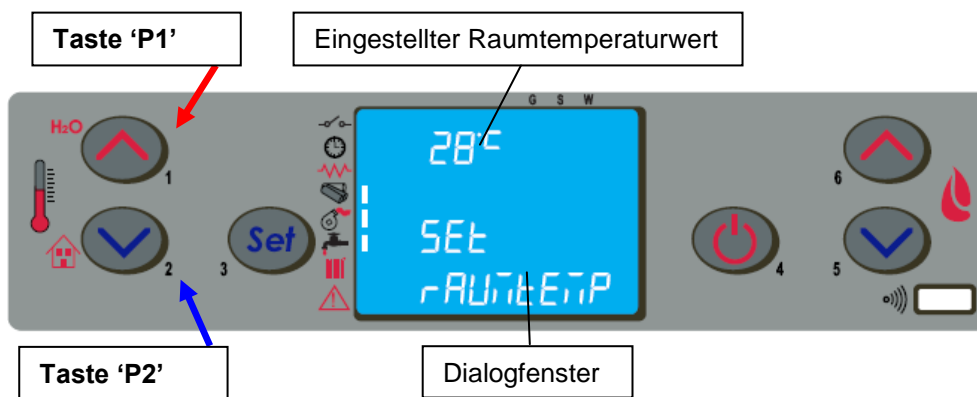 Taste ‘P1’
Eingestellter Raumtemperaturwert
G S W
H₂O
28°C
1
6
SEt
Set
2
3
4
5
rAUmtEmP
Taste ‘P2’
Dialogfenster